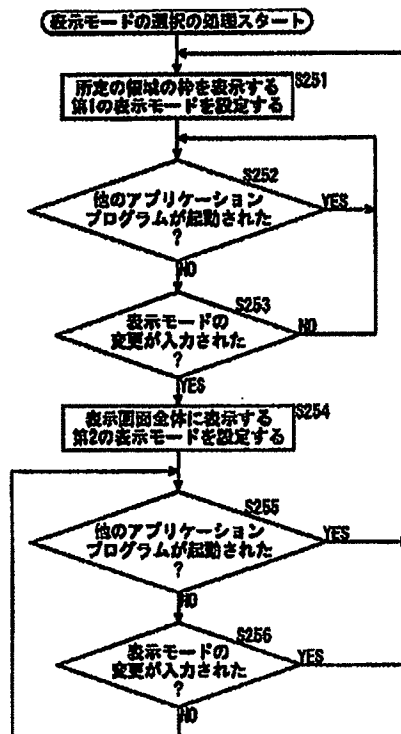 表示モードの選択の処理スタート
S251
所定の領域の枠を表示する
第1の表示モードを設定する
S252
他のアプリケーション
プログラムが起動された
?
YES
NO
S253
表示モードの
変更が入力された
?
NO
YES
S254
表示画面全体に表示する
第2の表示モードを設定する
S255
他のアプリケーション
プログラムが起動された
?
YES
NO
S256
表示モードの
変更が入力された
?
YES
NO